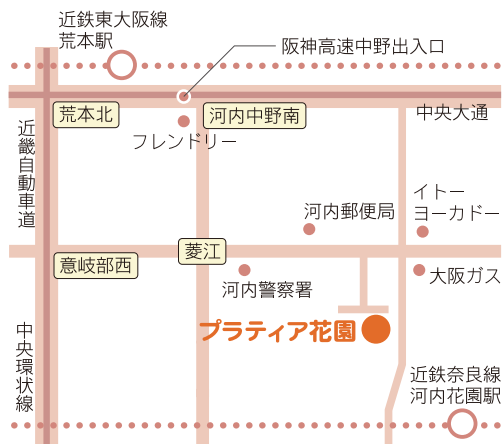 近鉄東大阪線
荒本駅
阪神高速中野出入口
荒本北
河内中野南
中央大通
フレンドリー
近畿自動車道
イトー
ヨーカドー
河内郵便局
菱江
意岐部西
大阪ガス
河内警察署
プラティア花園
中央環状線
近鉄奈良線
河内花園駅